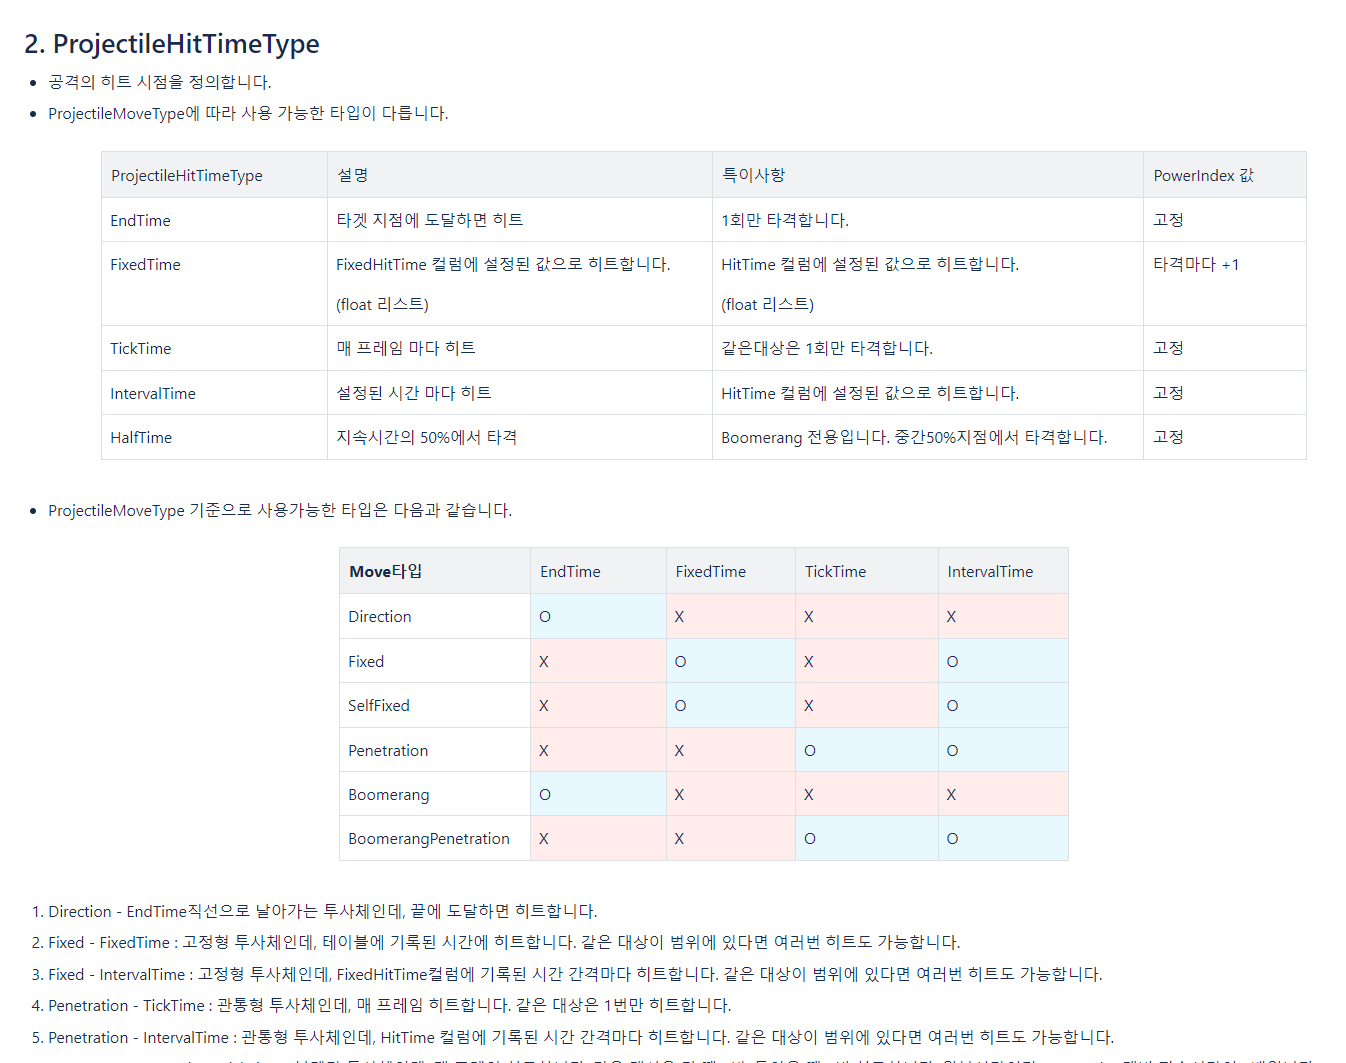 2. ProjectileHitTimeType
공격의 히트 시점을 정의합니다.
ProjectileMoveType에 따라 사용 가능한 타입이 다릅니다.
ProjectileHitTimeType 설명 특이사항 PowerIndex 값
EndTime 타겟 지점에 도달하면 히트 1회만 타격합니다. 고정
FixedTime FixedHitTime 컬럼에 설정된 값으로 히트합니다. HitTime 컬럼에 설정된 값으로 히트합니다. 타격마다 +1
(float 리스트) (float 리스트)
TickTime 매 프레임 마다 히트 같은대상은 1회만 타격합니다. 고정
IntervalTime 설정된 시간 마다 히트 HitTime 컬럼에 설정된 값으로 히트합니다. 고정
HalfTime 지속시간의 50%에서 타격 Boomerang 전용입니다. 중간50%지점에서 타격합니다. 고정
ProjectileMoveType 기준으로 사용가능한 타입은 다음과 같습니다.
Move타입 EndTime FixedTime TickTime IntervalTime
Direction O X X X
Fixed X O X O
SelfFixed X O X O
Penetration X X O O
Boomerang O X X X
BoomerangPenetration X X O O
1. Direction - EndTime직선으로 날아가는 투사체인데, 끝에 도달하면 히트합니다.
2. Fixed - FixedTime : 고정형 투사체인데, 테이블에 기록된 시간에 히트합니다. 같은 대상이 범위에 있다면 여러번 히트도 가능합니다.
3. Fixed - IntervalTime : 고정형 투사체인데, FixedHitTime컬럼에 기록된 시간 간격마다 히트합니다. 같은 대상이 범위에 있다면 여러번 히트도 가능합니다.
4. Penetration - TickTime : 관통형 투사체인데, 매 프레임 히트합니다. 같은 대상은 1번만 히트합니다.
5. Penetration - IntervalTime : 관통형 투사체인데, HitTime 컬럼에 기록된 시간 간격마다 히트합니다. 같은 대상이 범위에 있다면 여러번 히트도 가능합니다.